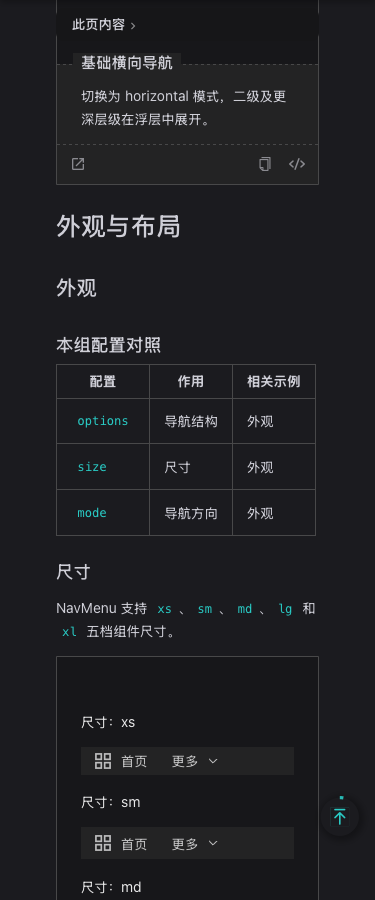 此页内容
基础横向导航
切换为 horizontal 模式，二级及更
深层级在浮层中展开。
外观与布局
外观
本组配置对照
配置 作用 相关示例
options 导航结构 外观
size 尺寸 外观
mode 导航方向 外观
尺寸
NavMenu 支持 xs 、 sm 、 md 、 lg 和
xl 五档组件尺寸。
尺寸：xs
首页 更多
尺寸：sm
首页 更多
尺寸：md